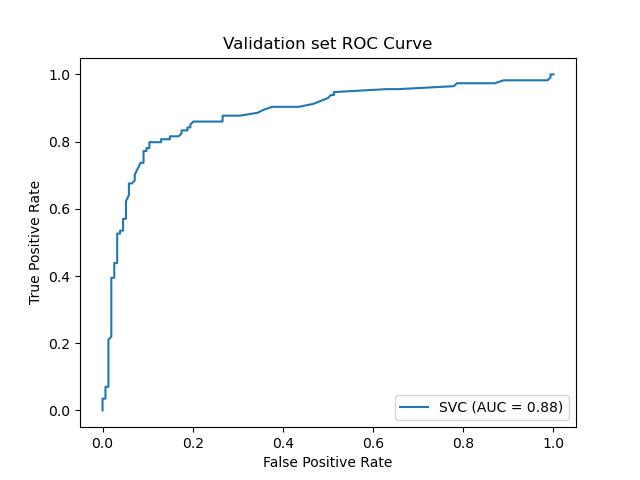 Validation set ROC Curve
True Positive Rate
1.0
0.8
0.6
0.4
0.2
0.0
0.0 0.2 0.4 0.6 0.8 1.0
False Positive Rate
SVC (AUC = 0.88)